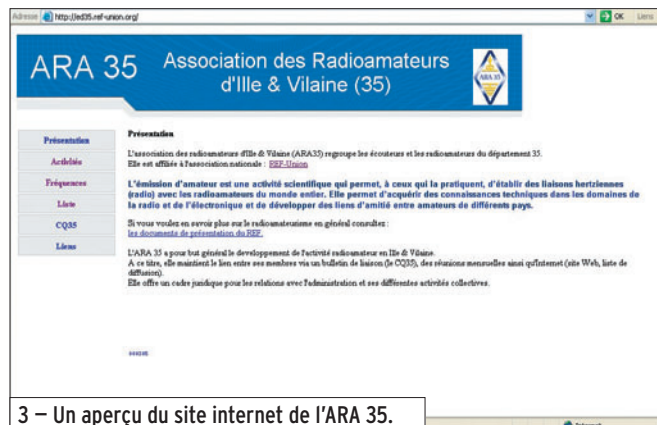 Adresse http://ed35.ref-union.org/ OK Liens
ARA 35
Association des Radioamateurs
d'Ille & Vilaine (35)
ARA 35
Présentation
Activités
Fréquences
Liste
CQ35
Liens
Présentation
L'association des radioamateurs d'Ille & Vilaine (ARA35) regroupe les écouteurs et les radioamateurs du département 35.
Elle est affiliée à l'association nationale : REF-Union
L'émission d'amateur est une activité scientifique qui permet, à ceux qui la pratiquent, d'établir des liaisons hertziennes
(radio) avec les radioamateurs du monde entier. Elle permet d'acquérir des connaissances techniques dans les domaines de
la radio et de l'électronique et de développer des liens d'amitié entre amateurs de différents pays.
Si vous voulez en savoir plus sur le radioamateurisme en général consultez :
les documents de présentation du REF.
L'ARA 35 a pour but général le developpement de l'activité radioamateur en Ille & Vilaine.
A ce titre, elle maintient le lien entre ses membres via un bulletin de liaison (le CQ35), des réunions mensuelles ainsi qu'Internet (site Web, liste de
diffusion).
Elle offre un cadre juridique pour les relations avec l'administration et ses différentes activités collectives.
3 – Un aperçu du site internet de l'ARA 35.